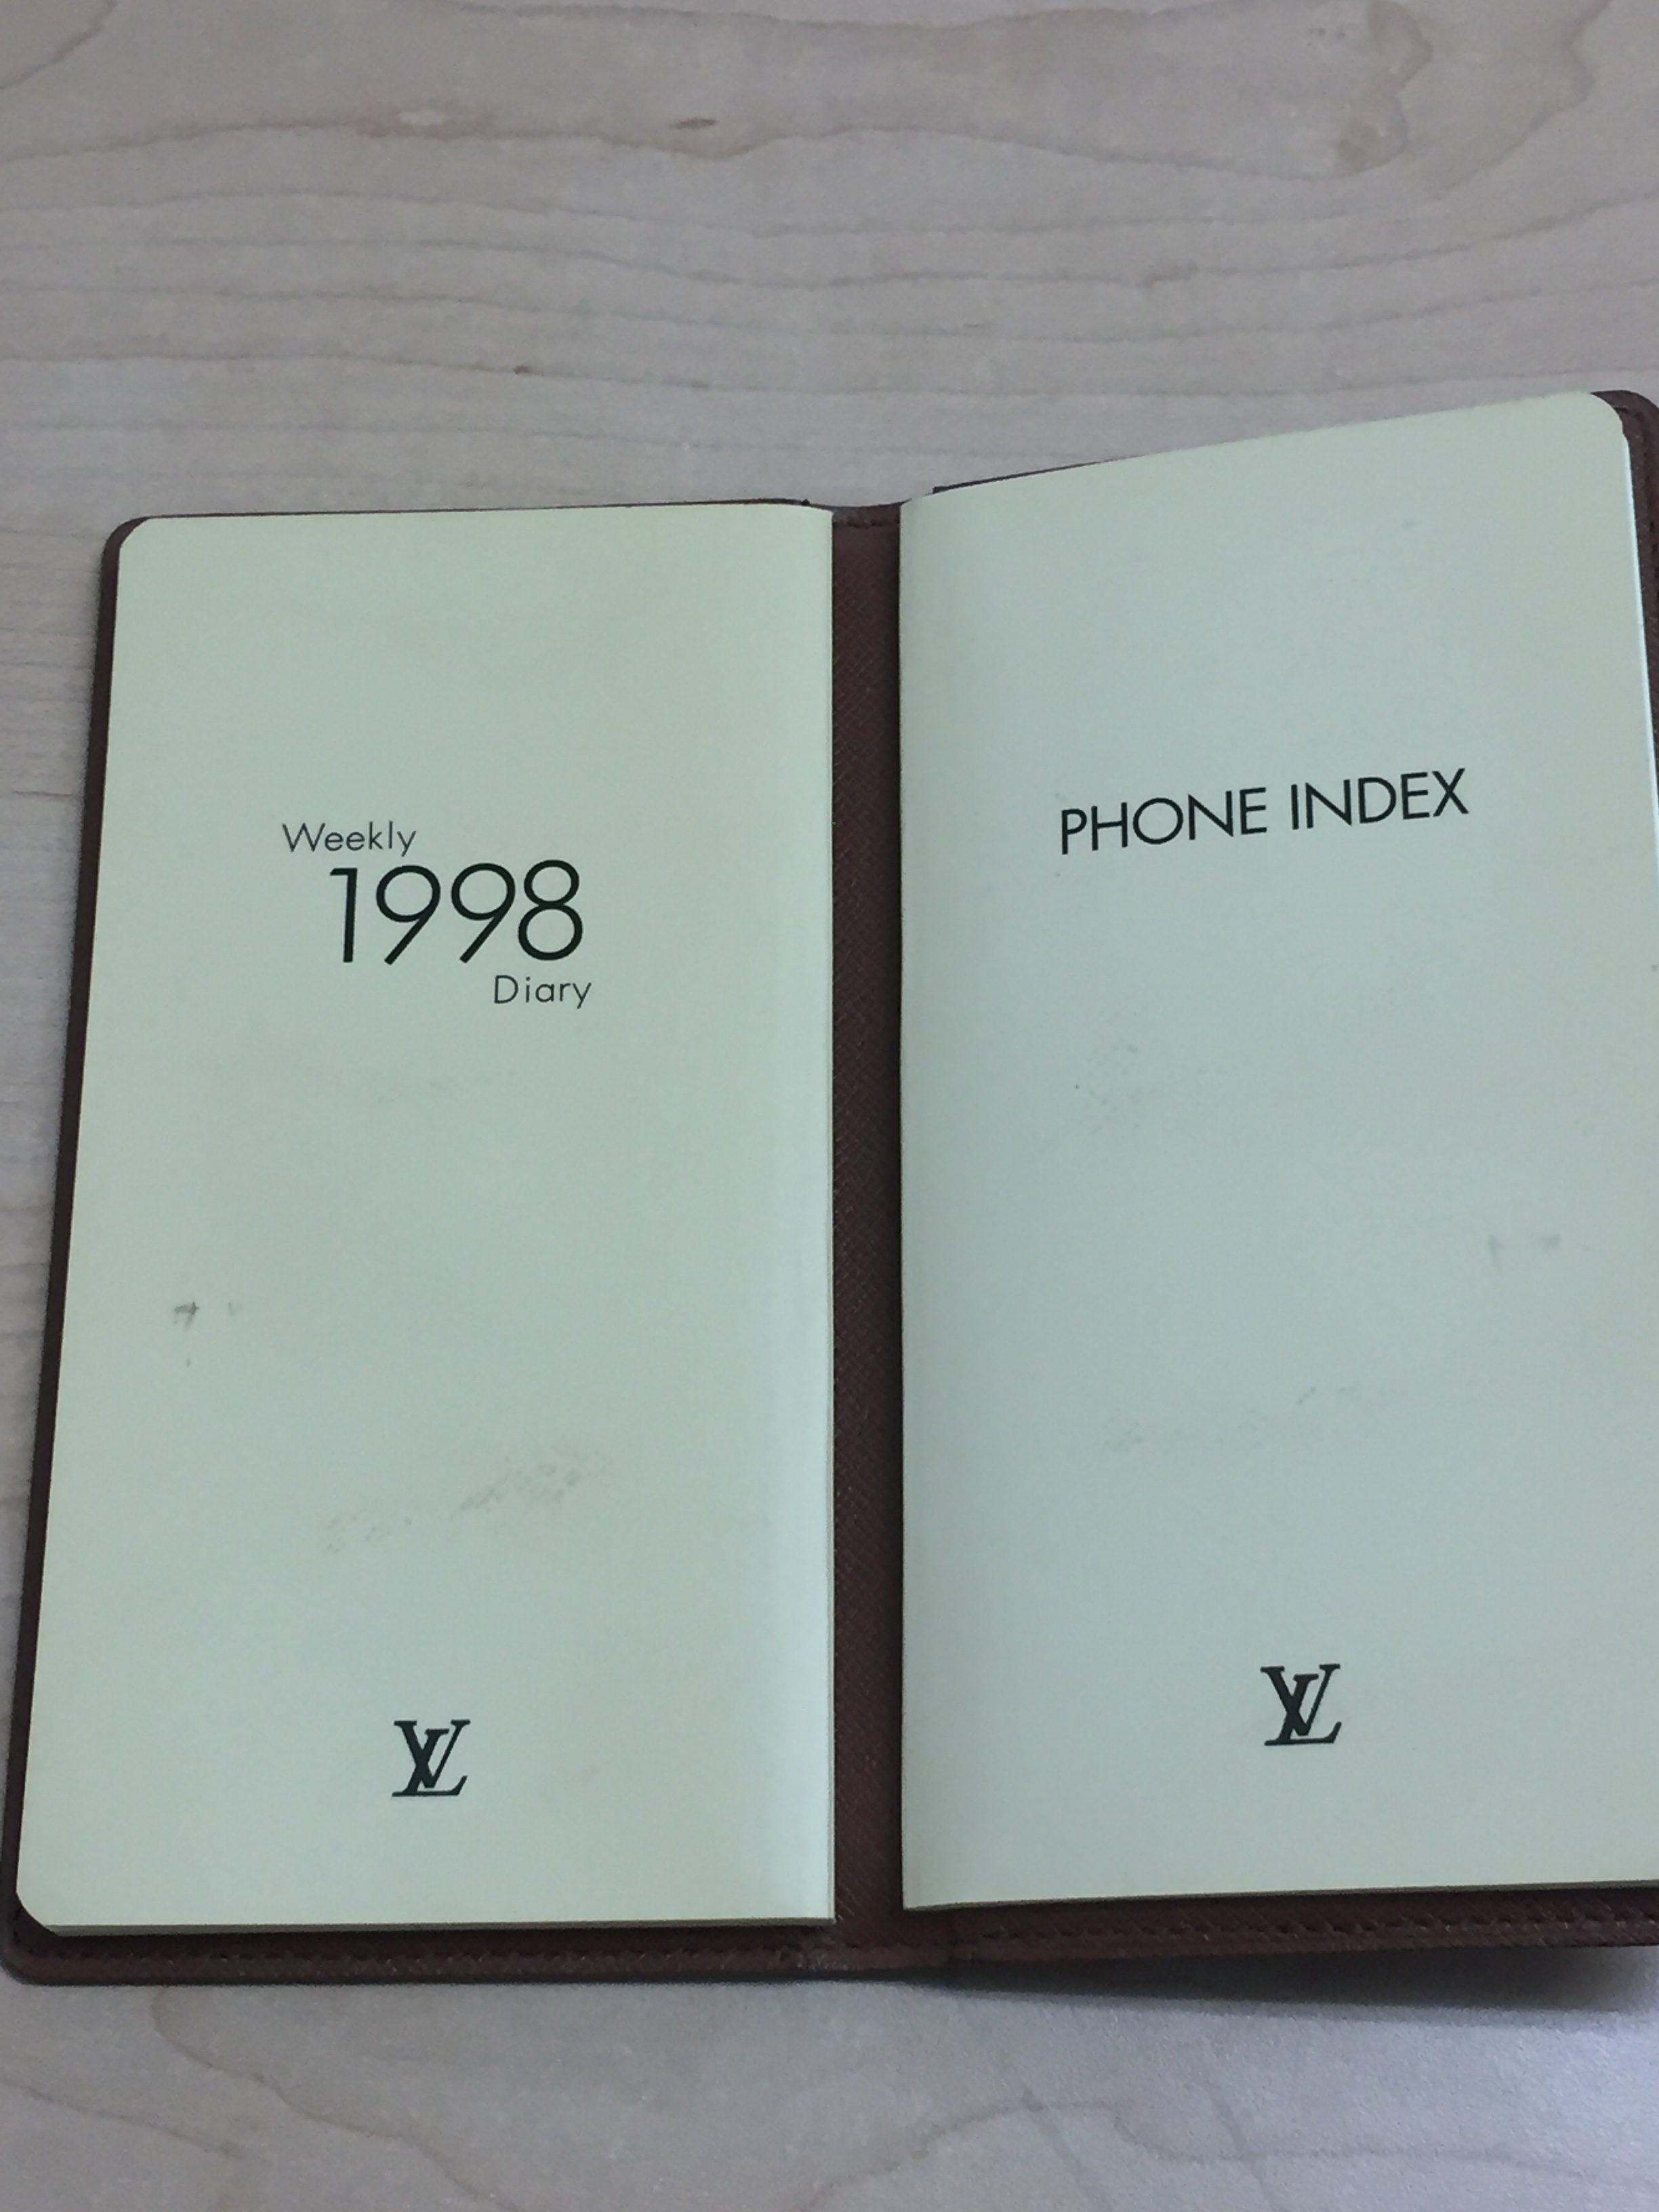 Weekly
1998
Diary
LV
PHONE INDEX
LV